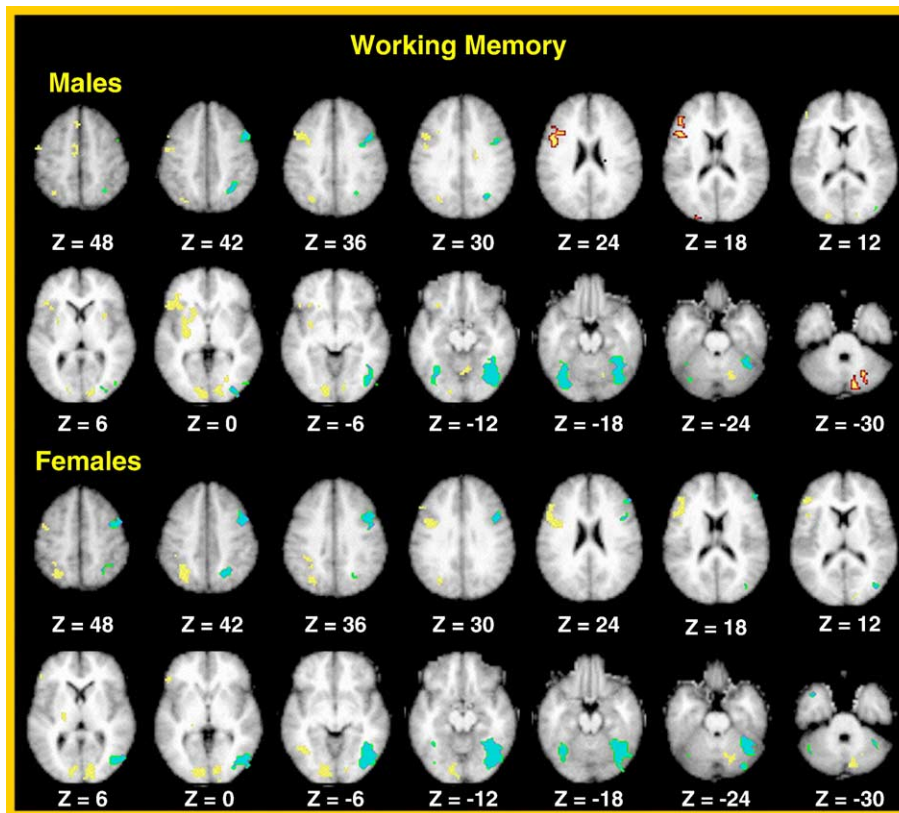 Working Memory
Males
Z = 48 Z = 42 Z = 36 Z = 30 Z = 24 Z = 18 Z = 12
Z = 6 Z = 0 Z = -6 Z = -12 Z = -18 Z = -24 Z = -30
Females
Z = 48 Z = 42 Z = 36 Z = 30 Z = 24 Z = 18 Z = 12
Z = 6 Z = 0 Z = -6 Z = -12 Z = -18 Z = -24 Z = -30